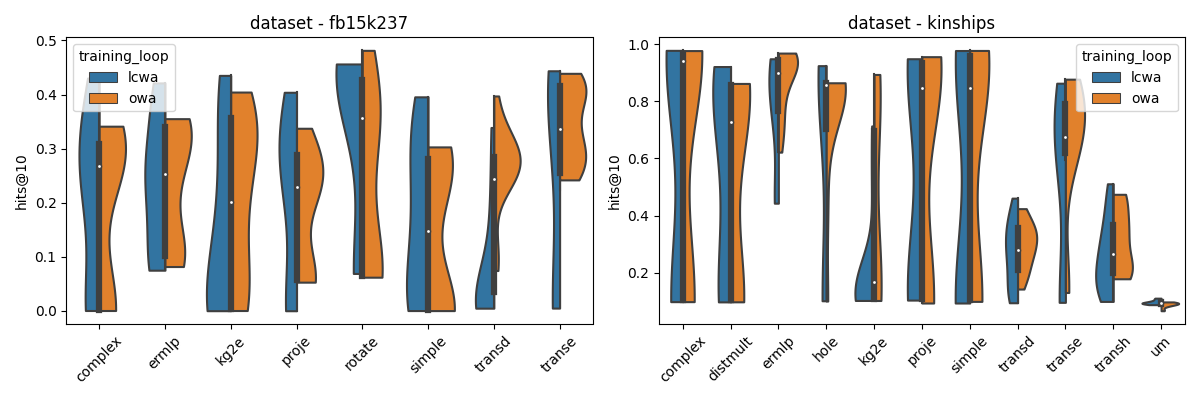 dataset - fb15k237
hits@10
0.5
0.4
0.3
0.2
0.1
0.0
training_loop
lcwa
owa
complex
ermlp
kg2e
proje
rotate
simple
transd
transe
dataset - kinships
hits@10
1.0
0.8
0.6
0.4
0.2
training_loop
lcwa
owa
complex
distmult
ermlp
hole
kg2e
proje
simple
transd
transe
transh
um